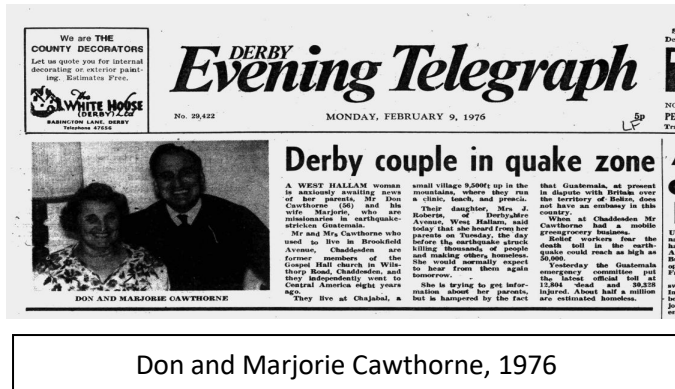 We are THE
COUNTY DECORATORS
Let us quote you for internal
decorating or exterior paint-
ing. Estimates Free.
The
WHITE HOUSE
(DERBY) Ltd
BABINGTON LANE, DERBY
Telephone 47656
DERBY
Evening Telegraph
No. 29,422
MONDAY, FEBRUARY 9, 1976
5p
LF
Derby couple in quake zone
DON AND MARJORIE CAWTHORNE
A WEST HALLAM woman
is anxiously awaiting news
of her parents, Mr Don
Cawthorne (56) and his
wife Marjorie, who are
missionaries in earthquake-
stricken Guatemala.
Mr and Mrs Cawthorne who
used to live in Brookfield
Avenue, Chaddesden are
former members of the
Gospel Hall church in Wils-
thorp Road, Chaddesden, and
they independently went to
Central America eight years
ago.
They live at Chajabal, a
small village 9,500ft up in the
mountains, where they run
a clinic, teach, and preach.
Their daughter, Mrs J.
Roberts, of Derbyshire
Avenue, West Hallam, said
today that she heard from her
parents on Tuesday, the day
before the earthquake struck
killing thousands of people
and making others homeless.
She would normally expect
to hear from them again
tomorrow.
She is trying to get infor-
mation about her parents,
but is hampered by the fact
that Guatemala, at present
in dispute with Britain over
the territory of Belize, does
not have an embassy in this
country.
When at Chaddesden Mr
Cawthorne had a mobile
greengrocery business.
Relief workers fear the
death toll in the earth-
quake could reach as high as
50,000.
Yesterday the Guatemala
emergency committee put
the latest official toll at
12,804 dead and 30,328
injured. About half a million
are estimated homeless.
Don and Marjorie Cawthorne, 1976